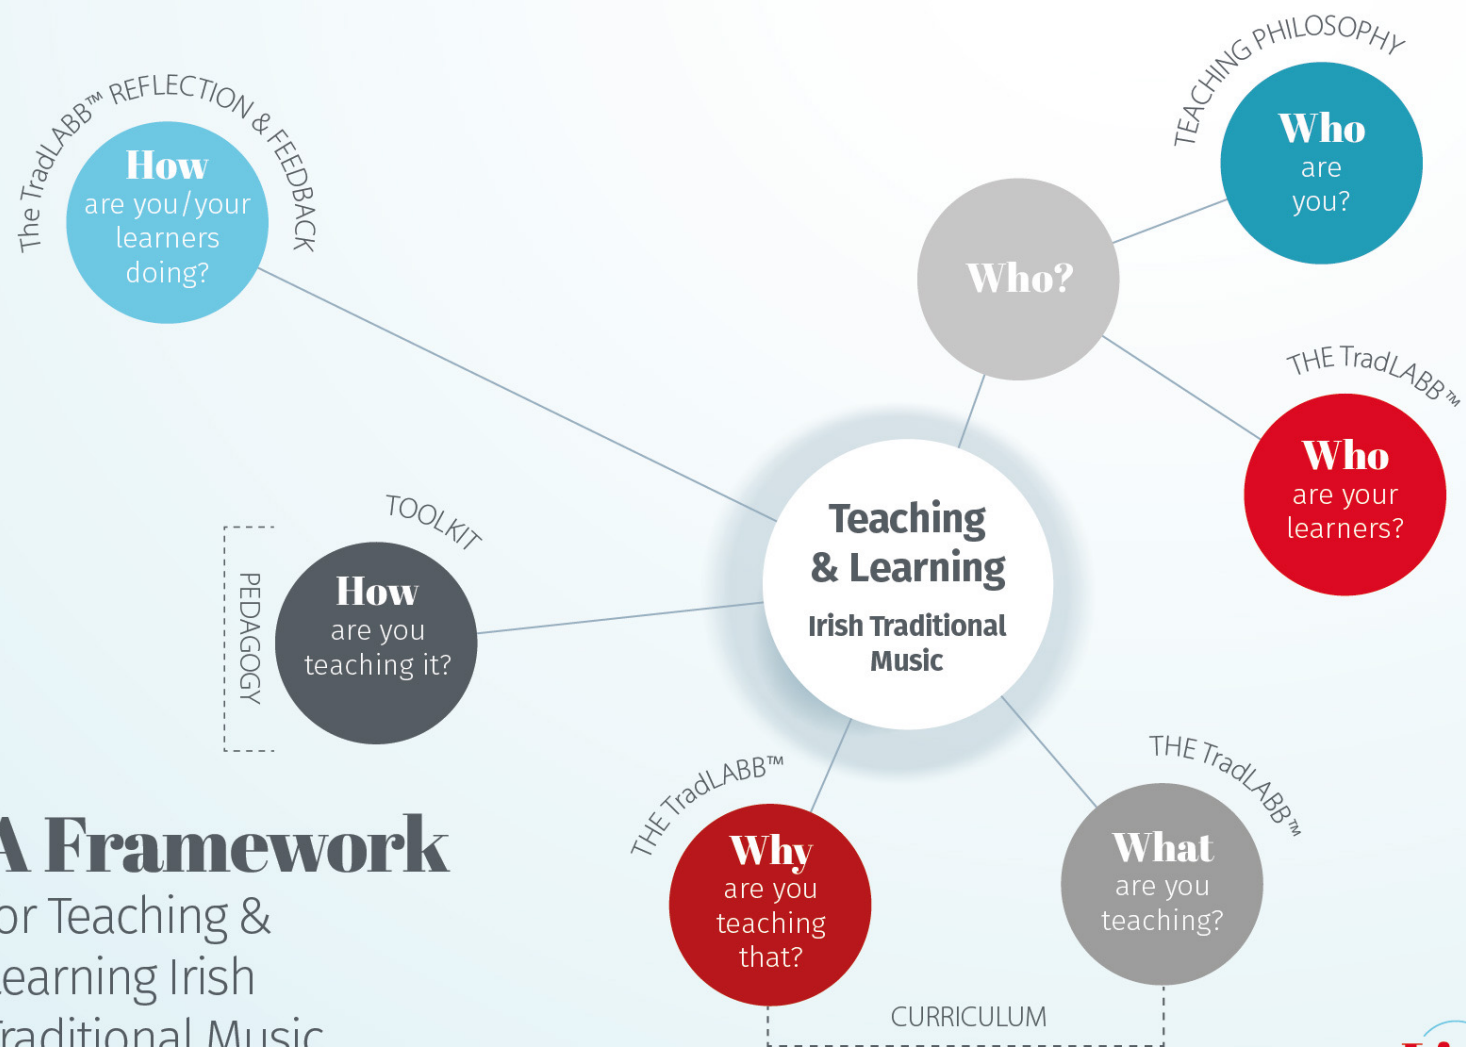 TEACHING PHILOSOPHY
Who
are
you?
The TradLABB™ REFLECTION & FEEDBACK
How
are you/your
learners
doing?
Who?
THE TradLABB™
Who
are your
learners?
Teaching
& Learning
Irish Traditional
Music
TOOLKIT
PEDAGOGY
How
are you
teaching it?
THE TradLABB™
Why
are you
teaching
that?
THE TradLABB™
What
are you
teaching?
CURRICULUM
A Framework
or Teaching &
earning Irish
raditional Music